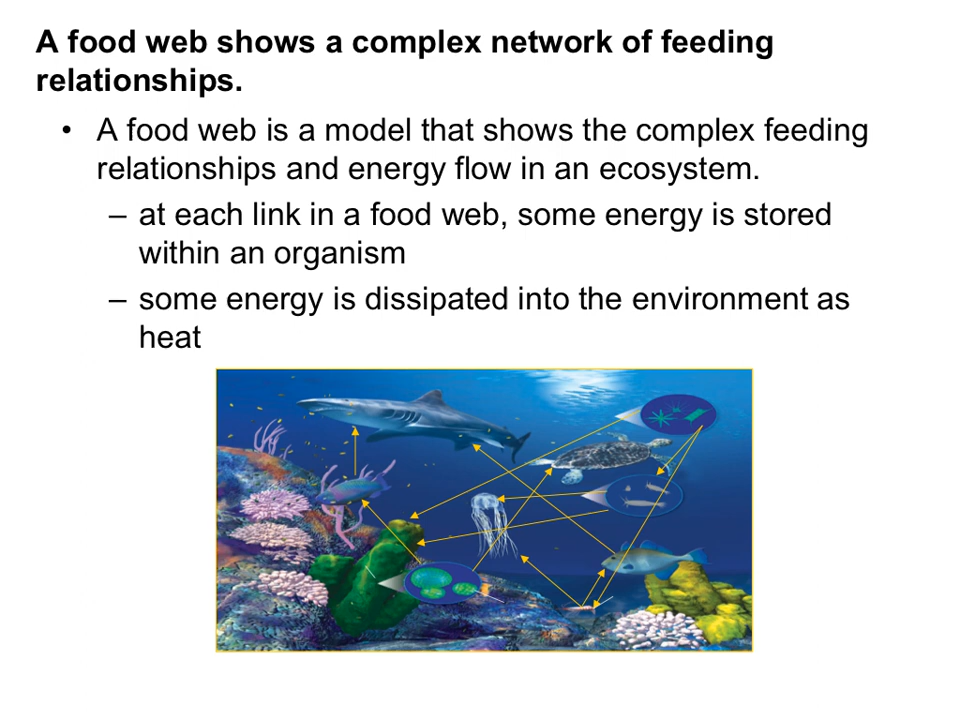 A food web shows a complex network of feeding
relationships.
• A food web is a model that shows the complex feeding
relationships and energy flow in an ecosystem.
– at each link in a food web, some energy is stored
within an organism
– some energy is dissipated into the environment as
heat